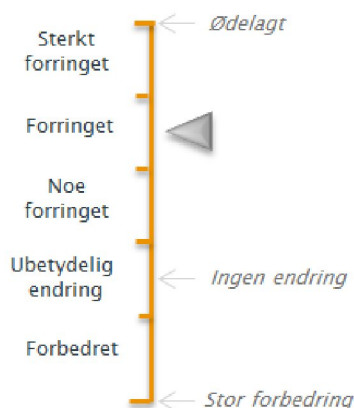 Ødelagt
Sterkt
forringet
Forringet
Noe
forringet
Ubetydelig
endring
Ingen endring
Forbedret
Stor forbedring